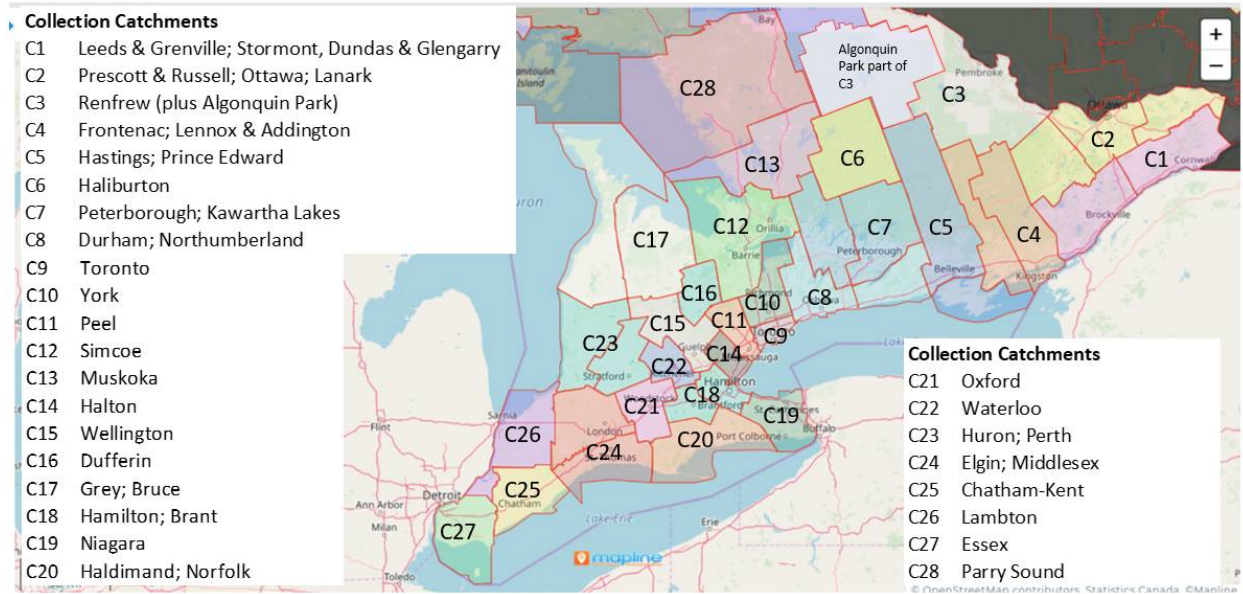 Collection Catchments
C1 Leeds & Grenville; Stormont, Dundas & Glengarry
C2 Prescott & Russell; Ottawa; Lanark
C3 Renfrew (plus Algonquin Park)
C4 Frontenac; Lennox & Addington
C5 Hastings; Prince Edward
C6 Haliburton
C7 Peterborough; Kawartha Lakes
C8 Durham; Northumberland
C9 Toronto
C10 York
C11 Peel
C12 Simcoe
C13 Muskoka
C14 Halton
C15 Wellington
C16 Dufferin
C17 Grey; Bruce
C18 Hamilton; Brant
C19 Niagara
C20 Haldimand; Norfolk
Bay
Island
Algonquin
Park part of
C3
Pembroke
+
−
C28
C3
Ottawa
C2
C1
Cornwall
C13
C6
Brockville
C17
C12
Orillia
C7
C5
C4
Barrie
Peterborough
Belleville
Kingston
C16
C10
C8
C15
C11
C9
C23
C14
C22
Stratford
Hamilton
C18
Brantford
C21
C19
Sarnia
Flint
London
C26
C20
Port Colborne
Buffalo
C24
Detroit
C25
Chatham
Ann Arbor
Milan
C27
Lake Erie
Erie
Toledo
mapline
Collection Catchments
C21 Oxford
C22 Waterloo
C23 Huron; Perth
C24 Elgin; Middlesex
C25 Chatham-Kent
C26 Lambton
C27 Essex
C28 Parry Sound
© OpenStreetMap contributors, Statistics Canada, ©Mapline